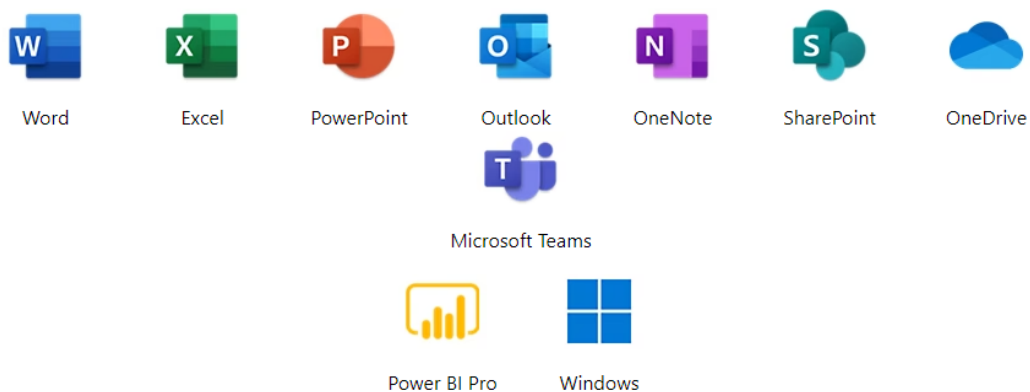 W X P O N S
Word Excel PowerPoint Outlook OneNote SharePoint OneDrive
T
Microsoft Teams
Power BI Pro Windows